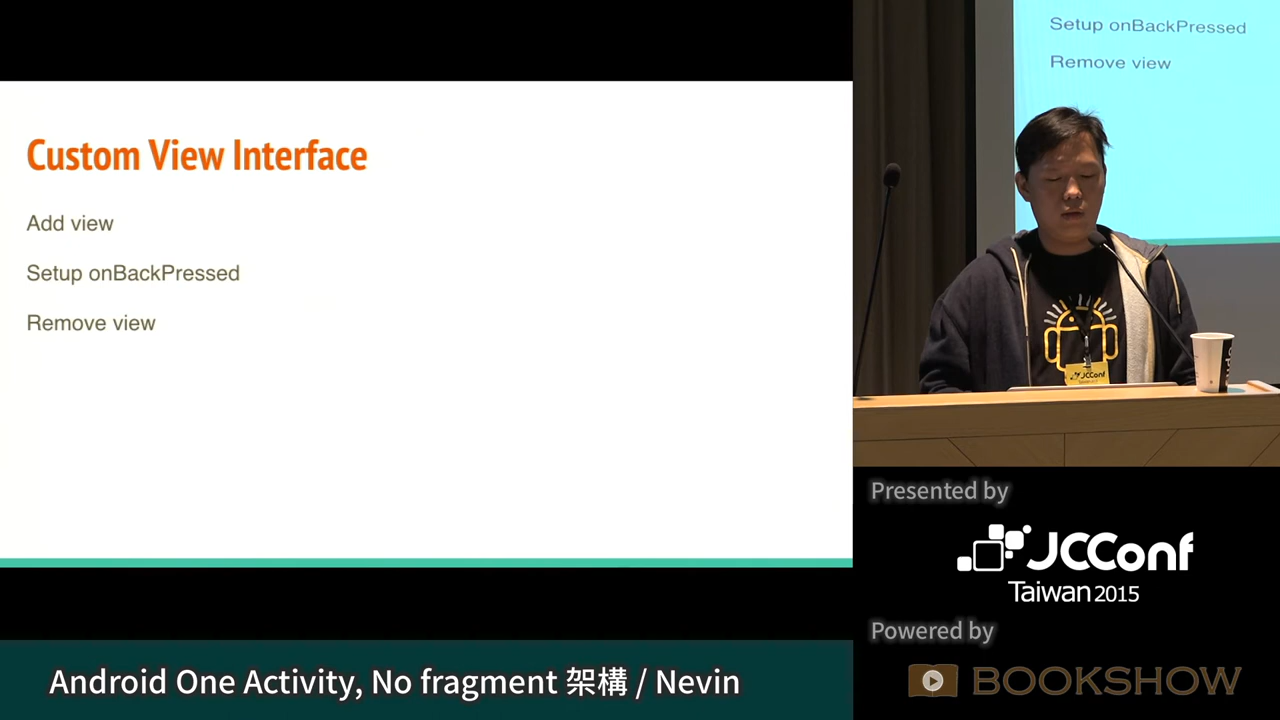 Custom View Interface
Add view
Setup onBackPressed
Remove view
Setup onBackPressed
Remove view
JCConf
Presented by
JCConf
Taiwan 2015
Powered by
BOOKSHOW
Android One Activity, No fragment 架構 / Nevin